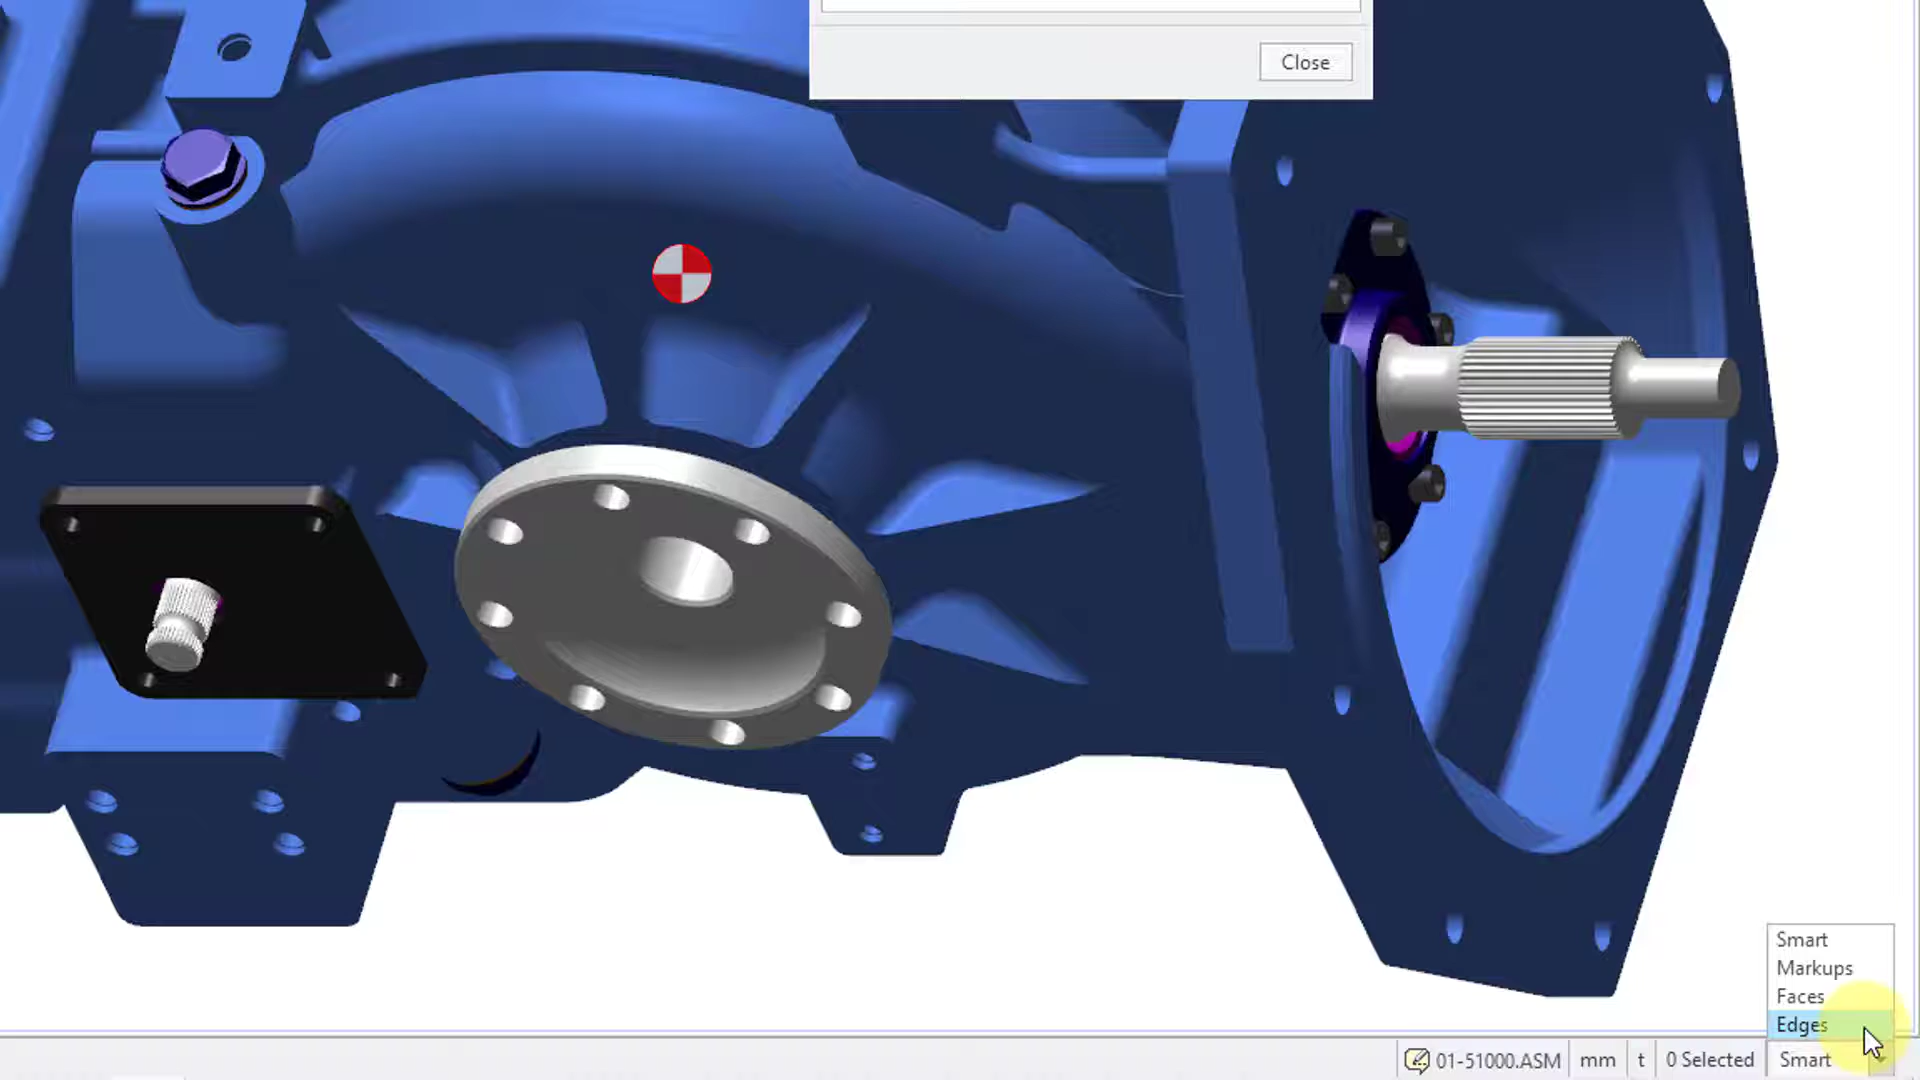 Close
Smart
Markups
Faces
Edges
01-51000.ASM
mm
t
0 Selected
Smart